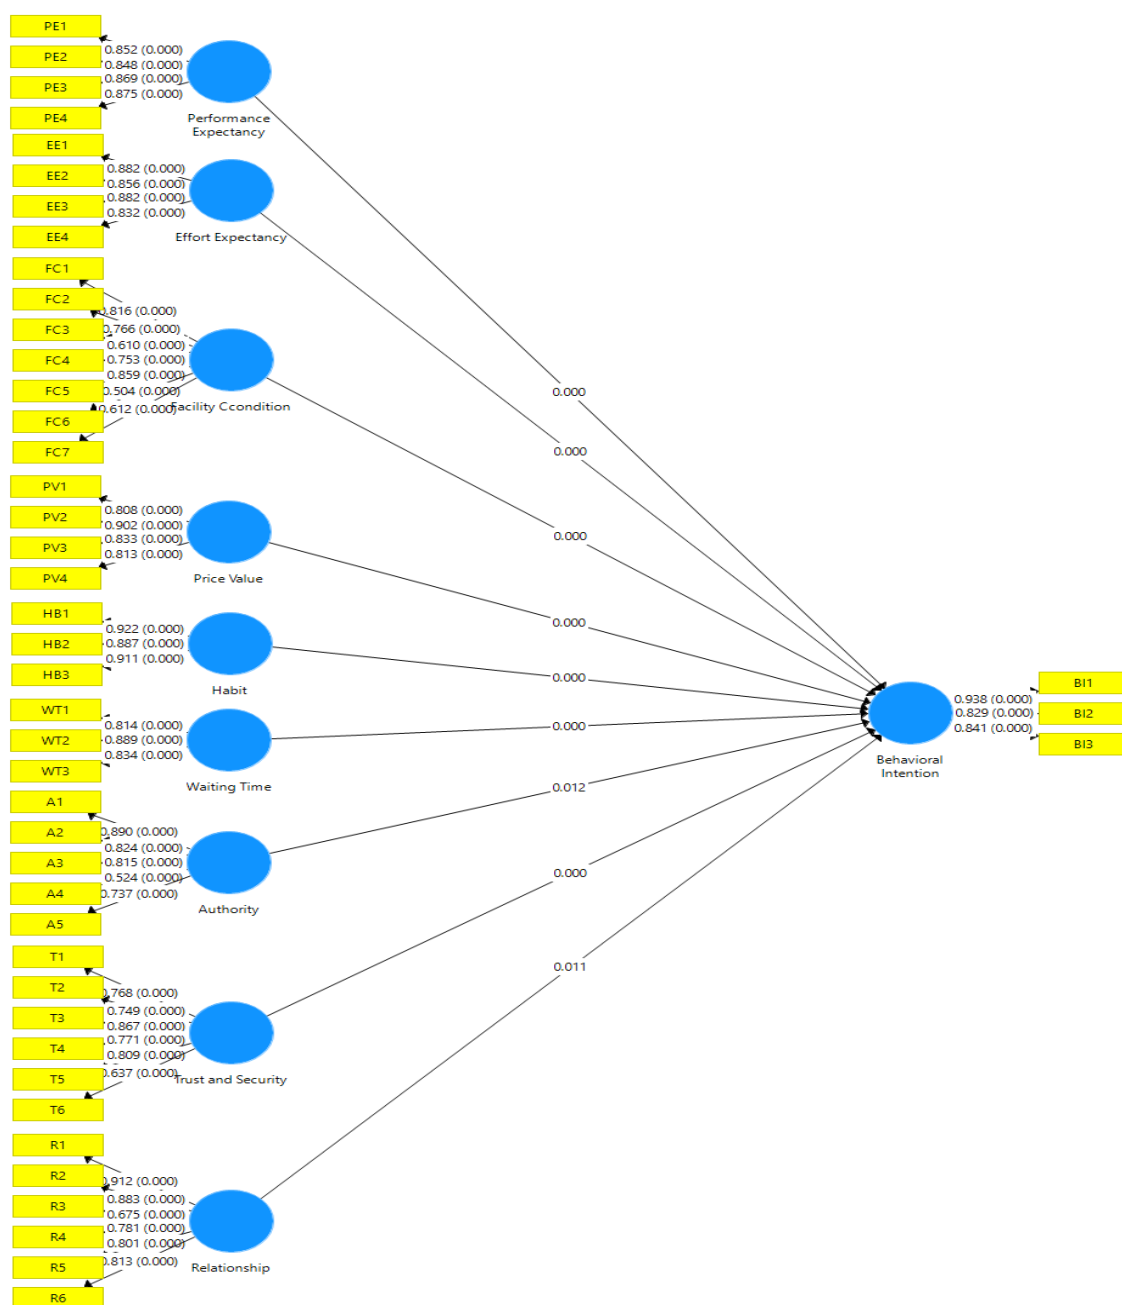 PE1
PE2
PE3
PE4
0.852 (0.000)
0.848 (0.000)
0.869 (0.000)
0.875 (0.000)
Performance
Expectancy
EE1
EE2
EE3
EE4
0.882 (0.000)
0.856 (0.000)
0.882 (0.000)
0.832 (0.000)
Effort Expectancy
FC1
FC2
FC3
FC4
FC5
FC6
FC7
0.816 (0.000)
0.766 (0.000)
0.610 (0.000)
0.753 (0.000)
0.859 (0.000)
0.504 (0.000)
0.612 (0.000)
Facility Ccondition
PV1
PV2
PV3
PV4
0.808 (0.000)
0.902 (0.000)
0.833 (0.000)
0.813 (0.000)
Price Value
HB1
HB2
HB3
0.922 (0.000)
0.887 (0.000)
0.911 (0.000)
Habit
WT1
WT2
WT3
0.814 (0.000)
0.889 (0.000)
0.834 (0.000)
Waiting Time
A1
A2
A3
A4
A5
0.890 (0.000)
0.824 (0.000)
0.815 (0.000)
0.524 (0.000)
0.737 (0.000)
Authority
T1
T2
T3
T4
T5
T6
0.768 (0.000)
0.749 (0.000)
0.867 (0.000)
0.771 (0.000)
0.809 (0.000)
0.637 (0.000)
Trust and Security
R1
R2
R3
R4
R5
R6
0.912 (0.000)
0.883 (0.000)
0.675 (0.000)
0.781 (0.000)
0.801 (0.000)
0.813 (0.000)
Relationship
0.000
0.000
0.000
0.000
0.000
0.000
0.012
0.000
0.011
Behavioral
Intention
0.938 (0.000)
0.829 (0.000)
0.841 (0.000)
BI1
BI2
BI3